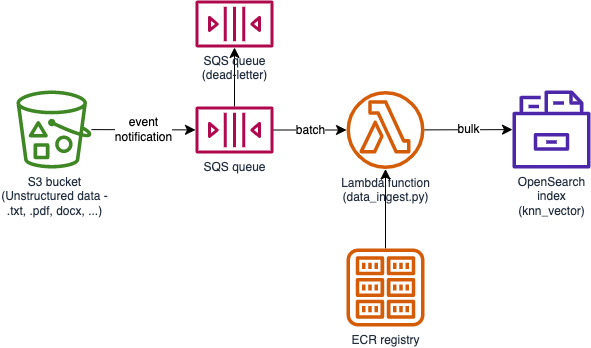 SQS queue
(dead-letter)
event
notification
batch
bulk
SQS queue
S3 bucket
(Unstructured data -
.txt, .pdf, docx, ...)
Lambda function
(data_ingest.py)
OpenSearch
index
(knn_vector)
ECR registry